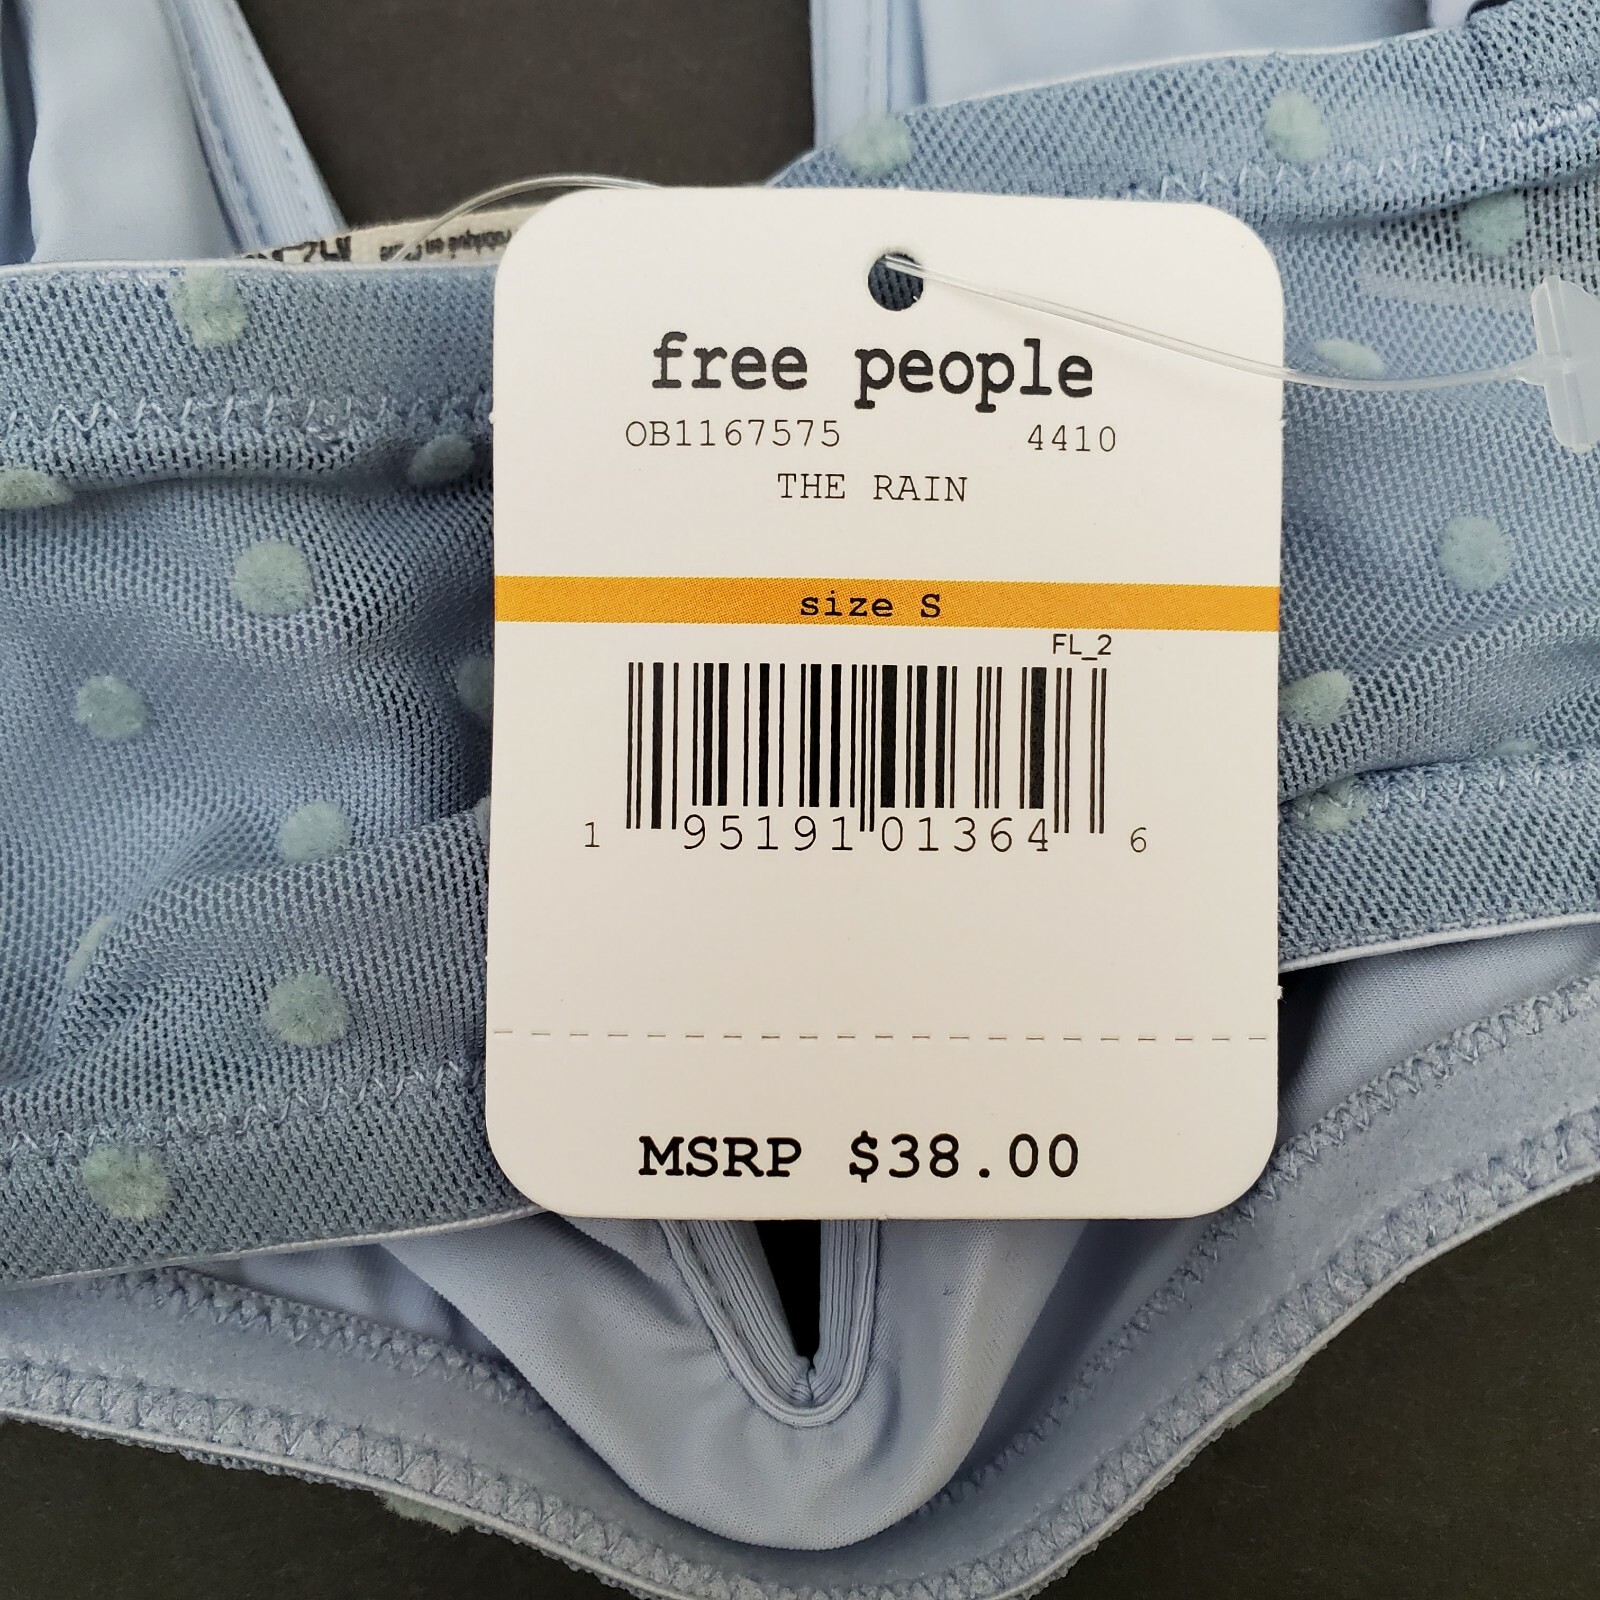 free people
OB1167575 4410
THE RAIN
size S
FL_2
1 95191 01364 6
MSRP $38.00